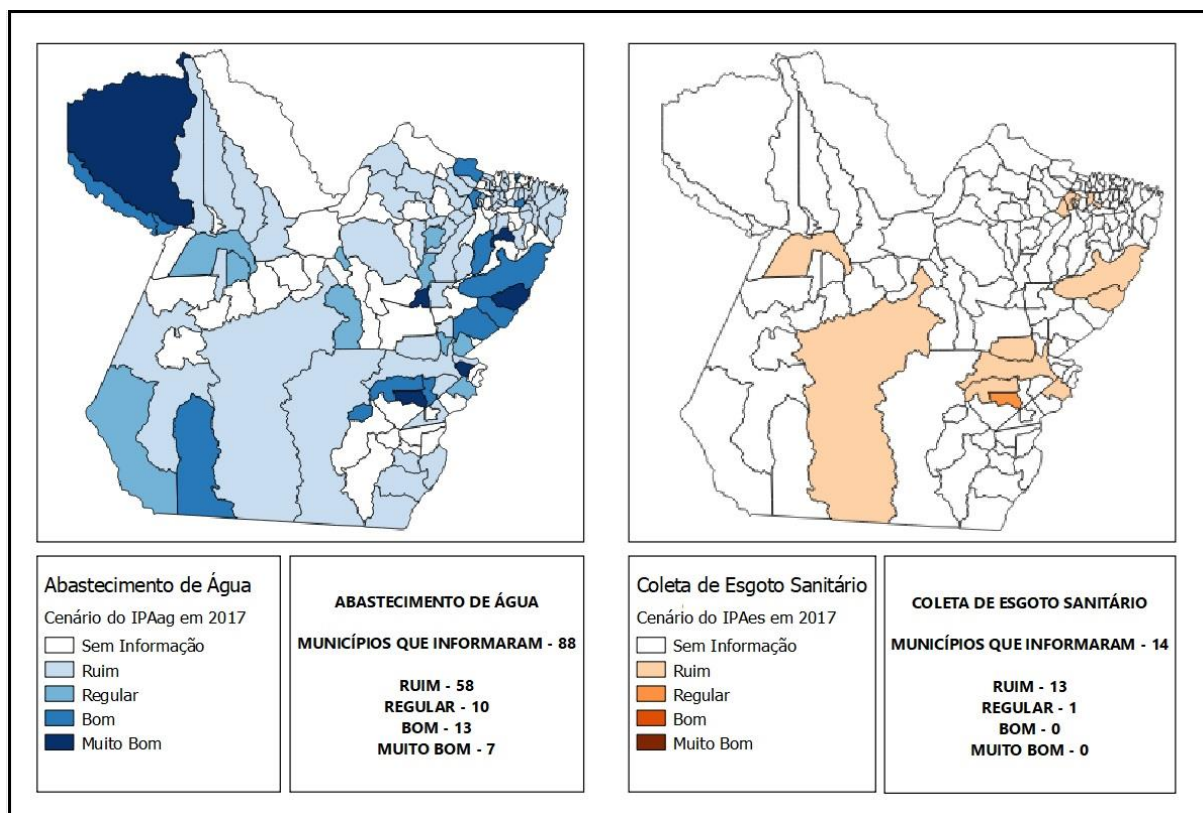 Abastecimento de Água
Cenário do IPAag em 2017
Sem Informação
Ruim
Regular
Bom
Muito Bom
ABASTECIMENTO DE ÁGUA
MUNICÍPIOS QUE INFORMARAM - 88
RUIM - 58
REGULAR - 10
BOM - 13
MUITO BOM - 7
Coleta de Esgoto Sanitário
Cenário do IPAes em 2017
Sem Informação
Ruim
Regular
Bom
Muito Bom
COLETA DE ESGOTO SANITÁRIO
MUNICÍPIOS QUE INFORMARAM - 14
RUIM - 13
REGULAR - 1
BOM - 0
MUITO BOM - 0